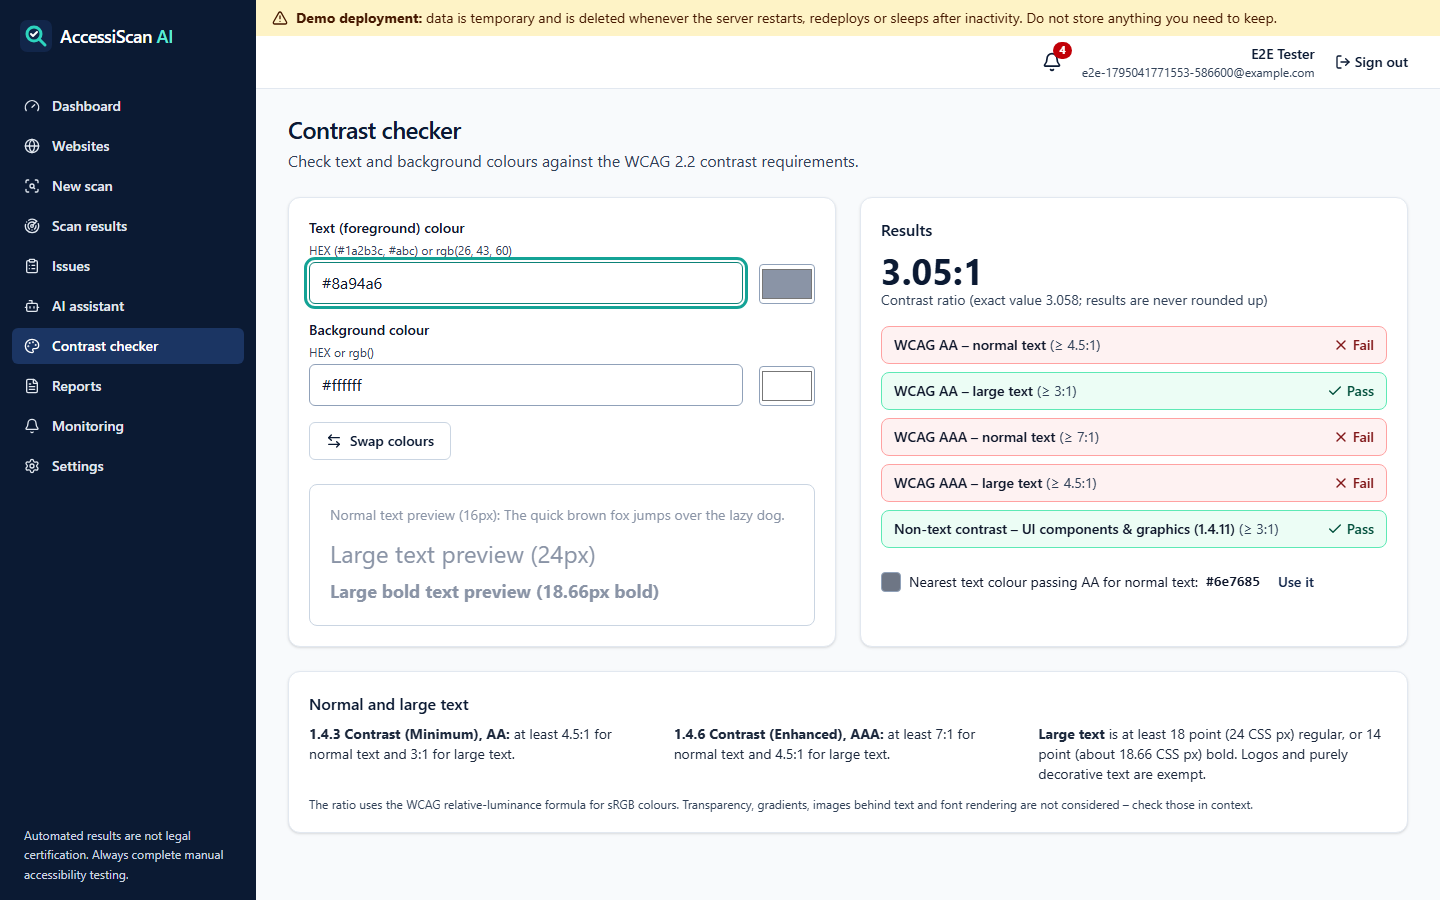 AccessiScan AI
Demo deployment: data is temporary and is deleted whenever the server restarts, redeploys or sleeps after inactivity. Do not store anything you need to keep.
4
E2E Tester
e2e-1795041771553-586600@example.com
Sign out
Dashboard
Websites
New scan
Scan results
Issues
AI assistant
Contrast checker
Reports
Monitoring
Settings
Automated results are not legal
certification. Always complete manual
accessibility testing.
Contrast checker
Check text and background colours against the WCAG 2.2 contrast requirements.
Text (foreground) colour
HEX (#1a2b3c, #abc) or rgb(26, 43, 60)
#8a94a6
Background colour
HEX or rgb()
#ffffff
Swap colours
Normal text preview (16px): The quick brown fox jumps over the lazy dog.
Large text preview (24px)
Large bold text preview (18.66px bold)
Results
3.05:1
Contrast ratio (exact value 3.058; results are never rounded up)
WCAG AA – normal text (≥ 4.5:1) Fail
WCAG AA – large text (≥ 3:1) Pass
WCAG AAA – normal text (≥ 7:1) Fail
WCAG AAA – large text (≥ 4.5:1) Fail
Non-text contrast – UI components & graphics (1.4.11) (≥ 3:1) Pass
Nearest text colour passing AA for normal text: #6e7685 Use it
Normal and large text
1.4.3 Contrast (Minimum), AA: at least 4.5:1 for
normal text and 3:1 for large text.
1.4.6 Contrast (Enhanced), AAA: at least 7:1 for
normal text and 4.5:1 for large text.
Large text is at least 18 point (24 CSS px) regular, or 14
point (about 18.66 CSS px) bold. Logos and purely
decorative text are exempt.
The ratio uses the WCAG relative-luminance formula for sRGB colours. Transparency, gradients, images behind text and font rendering are not considered – check those in context.